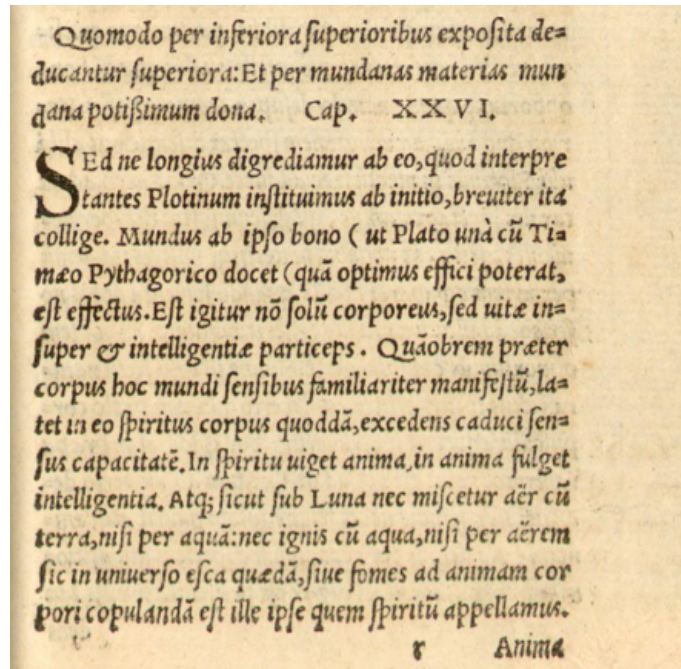 Quomodo per inferiora ſuperioribus expoſita de=
ducantur ſuperiora: Et per mundanas materias mun
dana potißimum dona. Cap. XXVI.
SEd ne longius digrediamur ab eo, quod interpre
tantes Plotinum inſtituimus ab initio, breuiter ita
collige. Mundus ab ipſo bono ( ut Plato unà cũ Ti=
mæo Pythagorico docet (quã optimus effici poterat,
eſt effectus. Eſt igitur nõ ſolũ corporeus, ſed uitæ in=
ſuper & intelligentiæ particeps. Quãobrem præter
corpus hoc mundi ſenſibus familiariter manifeſtũ, la=
tet in eo ſpiritus corpus quoddã, excedens caduci ſen=
ſus capacitatẽ. In ſpiritu uiget anima, in anima fulget
intelligentia. Atq; ſicut ſub Luna nec miſcetur aër cũ
terra, niſi per aquã: nec ignis cũ aqua, niſi per aërem
ſic in uniuerſo eſca quædã, ſiue fomes ad animam cor
pori copulandã eſt ille ipſe quem ſpiritũ appellamus.
r Anima